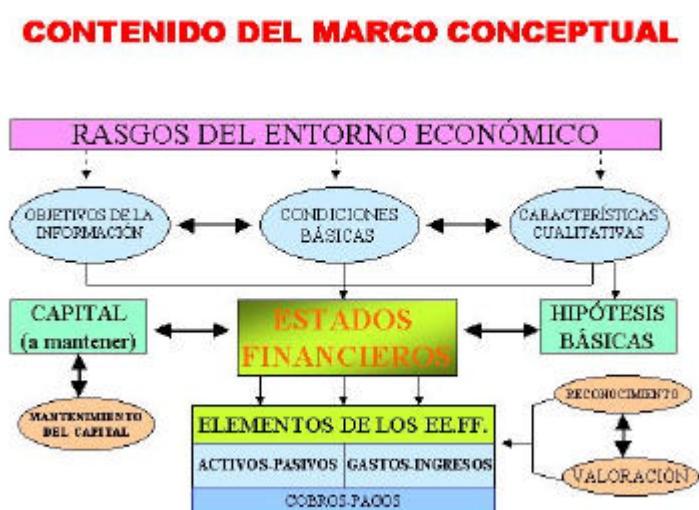 CONTENIDO DEL MARCO CONCEPTUAL
RASGOS DEL ENTORNO ECONÓMICO
OBJETIVOS DE LA
INFORMACIÓN
CONDICIONES
BÁSICAS
CARACTERÍSTICAS
CUALITATIVAS
CAPITAL
(a mantener)
ESTADOS
FINANCIEROS
HIPÓTESIS
BÁSICAS
MANTENIMIENTO
DEL CAPITAL
RECONOCIMIENTO
ELEMENTOS DE LOS EE.FF.
ACTIVOS-PASIVOS
GASTOS-INGRESOS
VALORACIÓN
COBROS-PAGOS